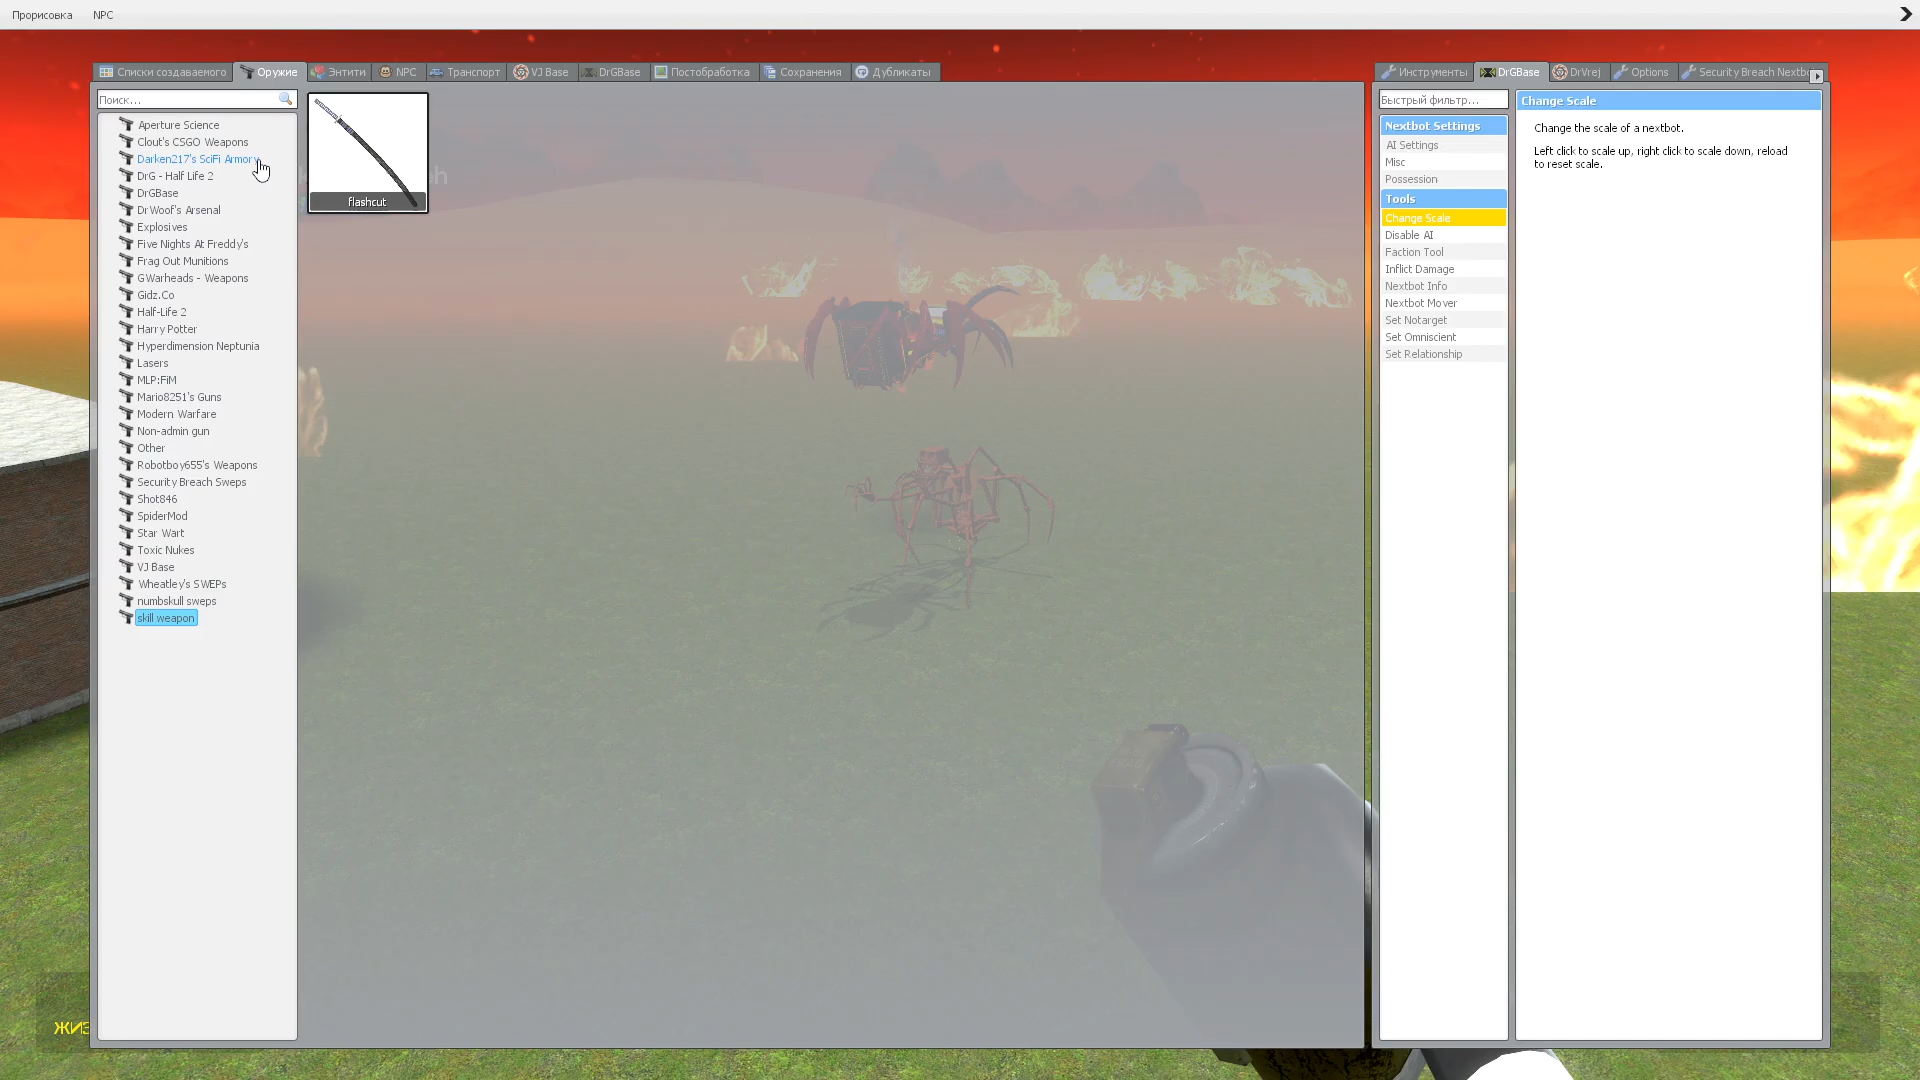 Прорисовка NPC
Списки создаваемого Оружие Энтити NPC Транспорт VJ Base DrGBase Постобработка Сохранения Дубликаты
Поиск...
Aperture Science
Clout's CSGO Weapons
Darken217's SciFi Armory
DrG - Half Life 2
DrGBase
DrWoof's Arsenal
Explosives
Five Nights At Freddy's
Frag Out Munitions
GWarheads - Weapons
Gidz.Co
Half-Life 2
Harry Potter
Hyperdimension Neptunia
Lasers
MLP:FiM
Mario8251's Guns
Modern Warfare
Non-admin gun
Other
Robotboy655's Weapons
Security Breach Sweps
Shot846
SpiderMod
Star Wart
Toxic Nukes
VJ Base
Wheatley's SWEPs
numbskull sweps
skill weapon
flashcut
Инструменты DrGBase DrVrej Options Security Breach Nextbo
Быстрый фильтр...
Nextbot Settings
AI Settings
Misc
Possession
Tools
Change Scale
Disable AI
Faction Tool
Inflict Damage
Nextbot Info
Nextbot Mover
Set Notarget
Set Omniscient
Set Relationship
Change Scale
Change the scale of a nextbot.
Left click to scale up, right click to scale down, reload
to reset scale.
ЖИЗ